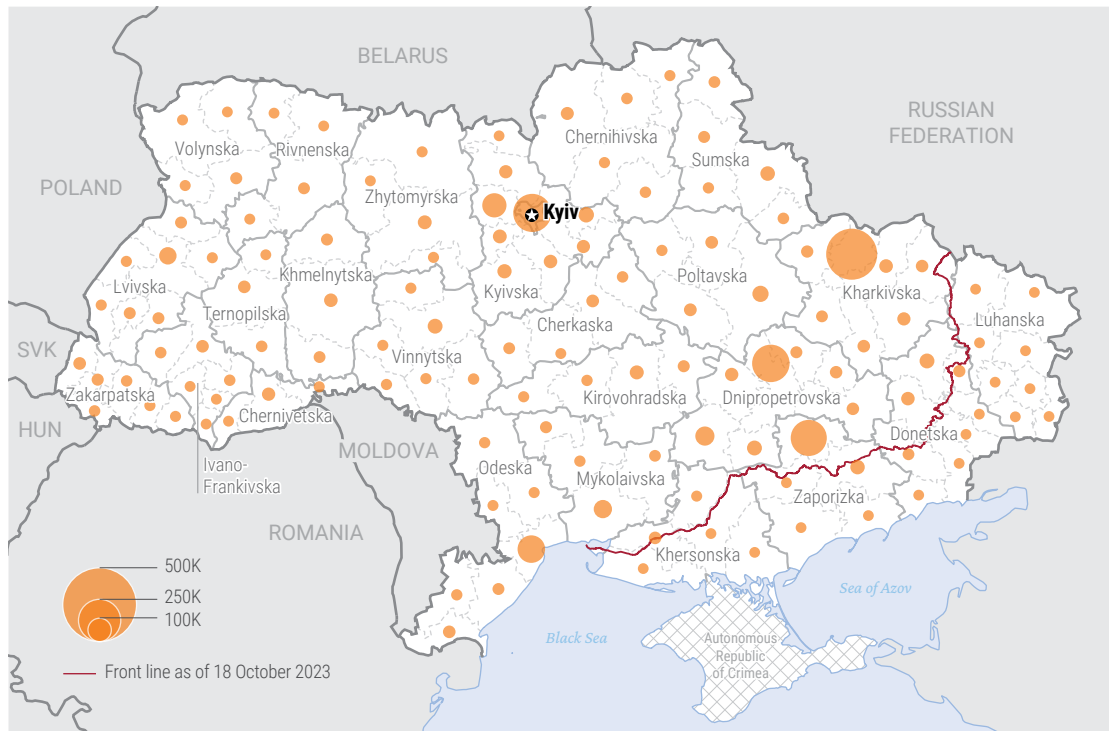 BELARUS
RUSSIAN
FEDERATION
POLAND
Volynska
Rivnenska
Chernihivska
Sumska
Zhytomyrska
Kyiv
Lvivska
Ternopilska
Khmelnytska
Kyivska
Poltavska
Kharkivska
Luhanska
Cherkaska
SVK
Vinnytska
Zakarpatska
Chernivetska
Kirovohradska
Dnipropetrovska
HUN
Donetska
MOLDOVA
Ivano-
Frankivska
Odeska
Mykolaivska
Zaporizka
ROMANIA
Khersonska
500K
250K
100K
Sea of Azov
Black Sea
Autonomous
Republic
of Crimea
Front line as of 18 October 2023